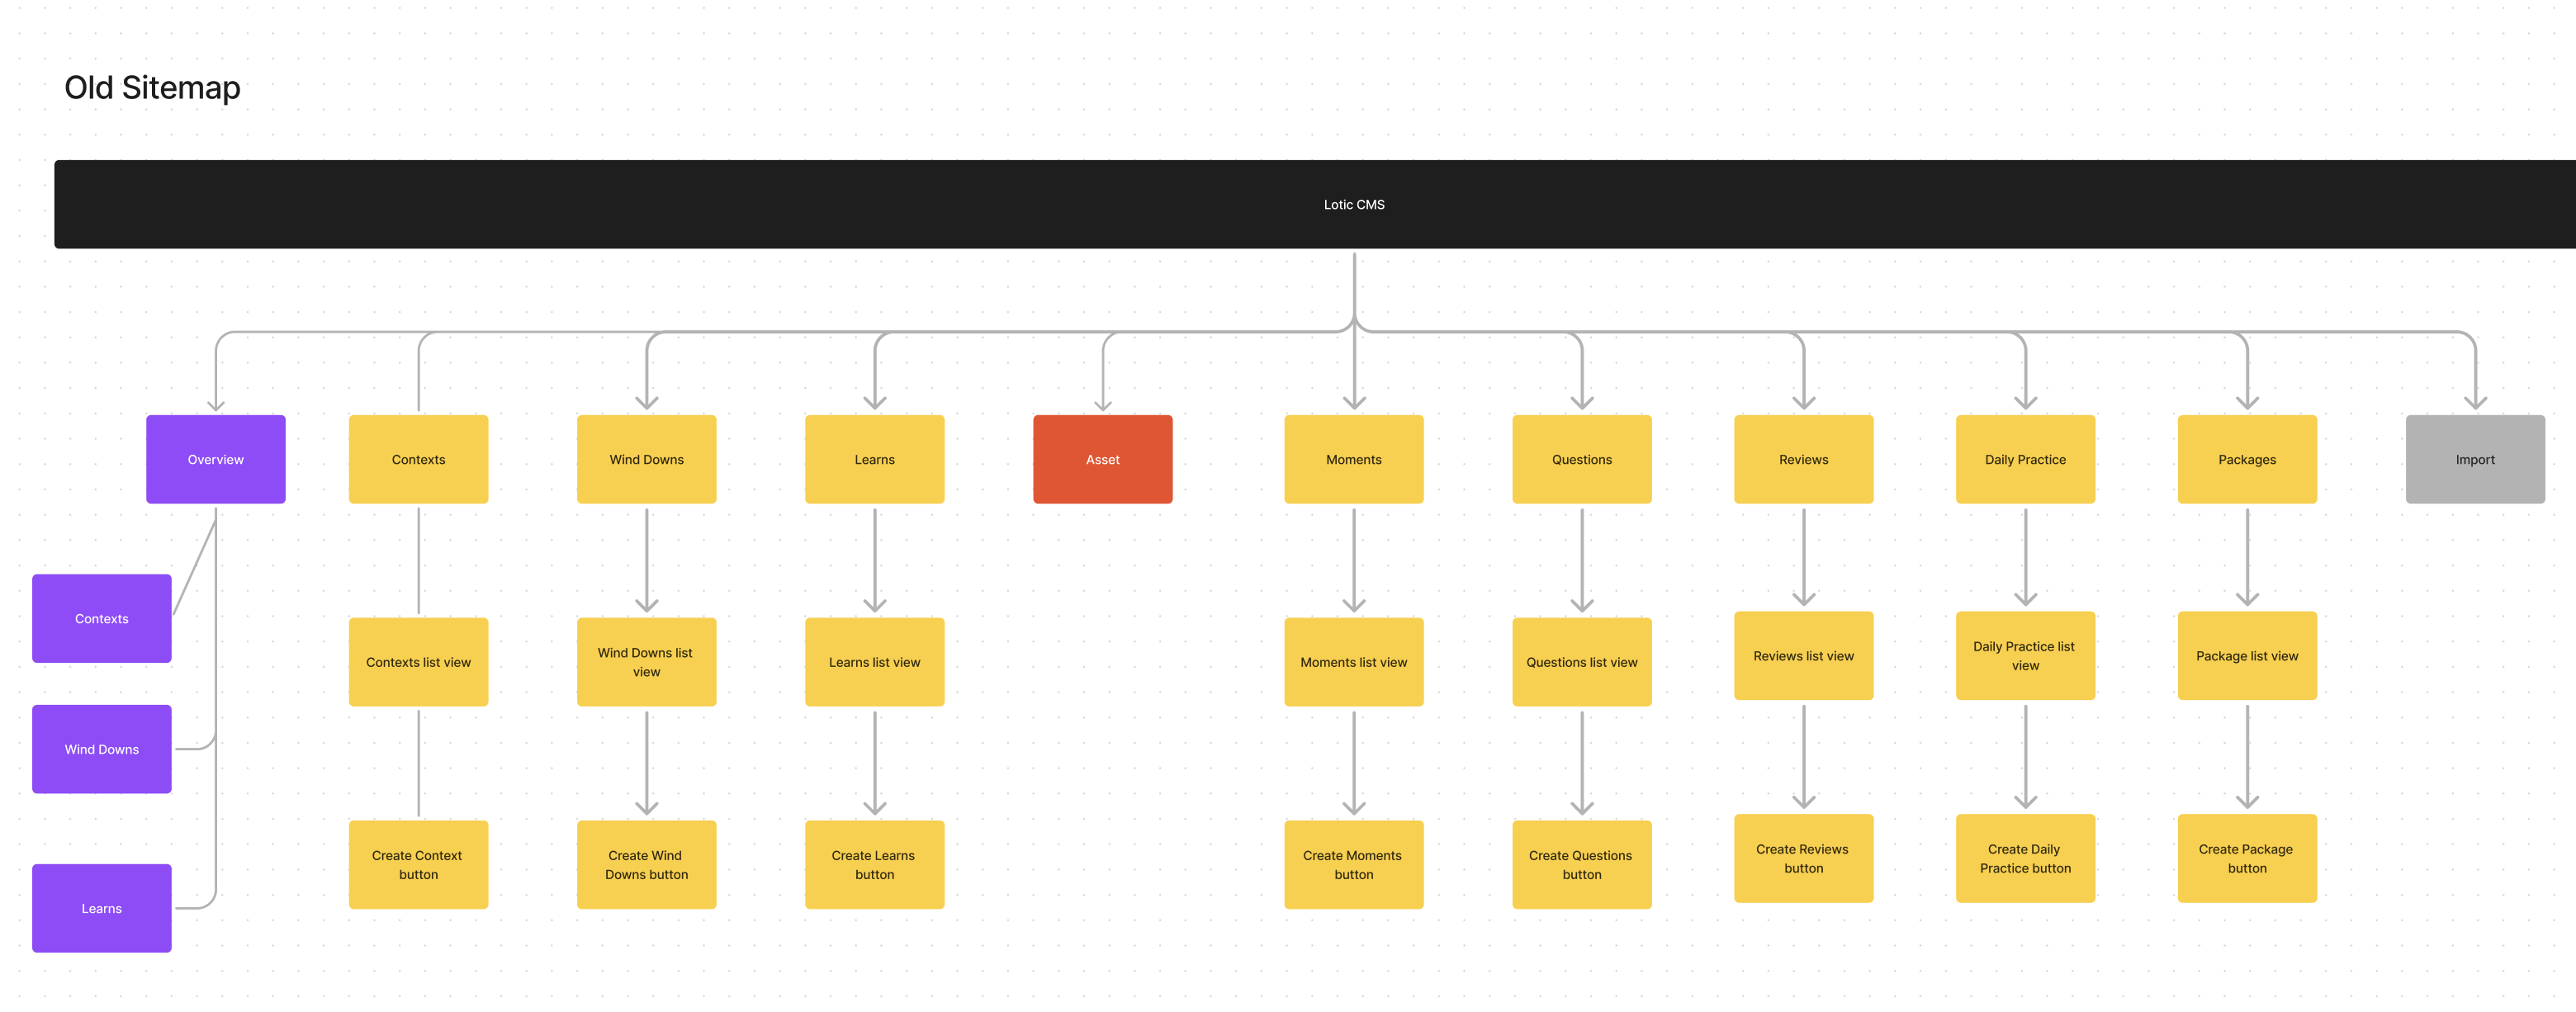 Old Sitemap
Lotic CMS
Overview
Contexts
Wind Downs
Learns
Asset
Moments
Questions
Reviews
Daily Practice
Packages
Import
Contexts
Wind Downs
Learns
Contexts list view
Wind Downs list
view
Learns list view
Moments list view
Questions list view
Reviews list view
Daily Practice list
view
Package list view
Create Context
button
Create Wind
Downs button
Create Learns
button
Create Moments
button
Create Questions
button
Create Reviews
button
Create Daily
Practice button
Create Package
button